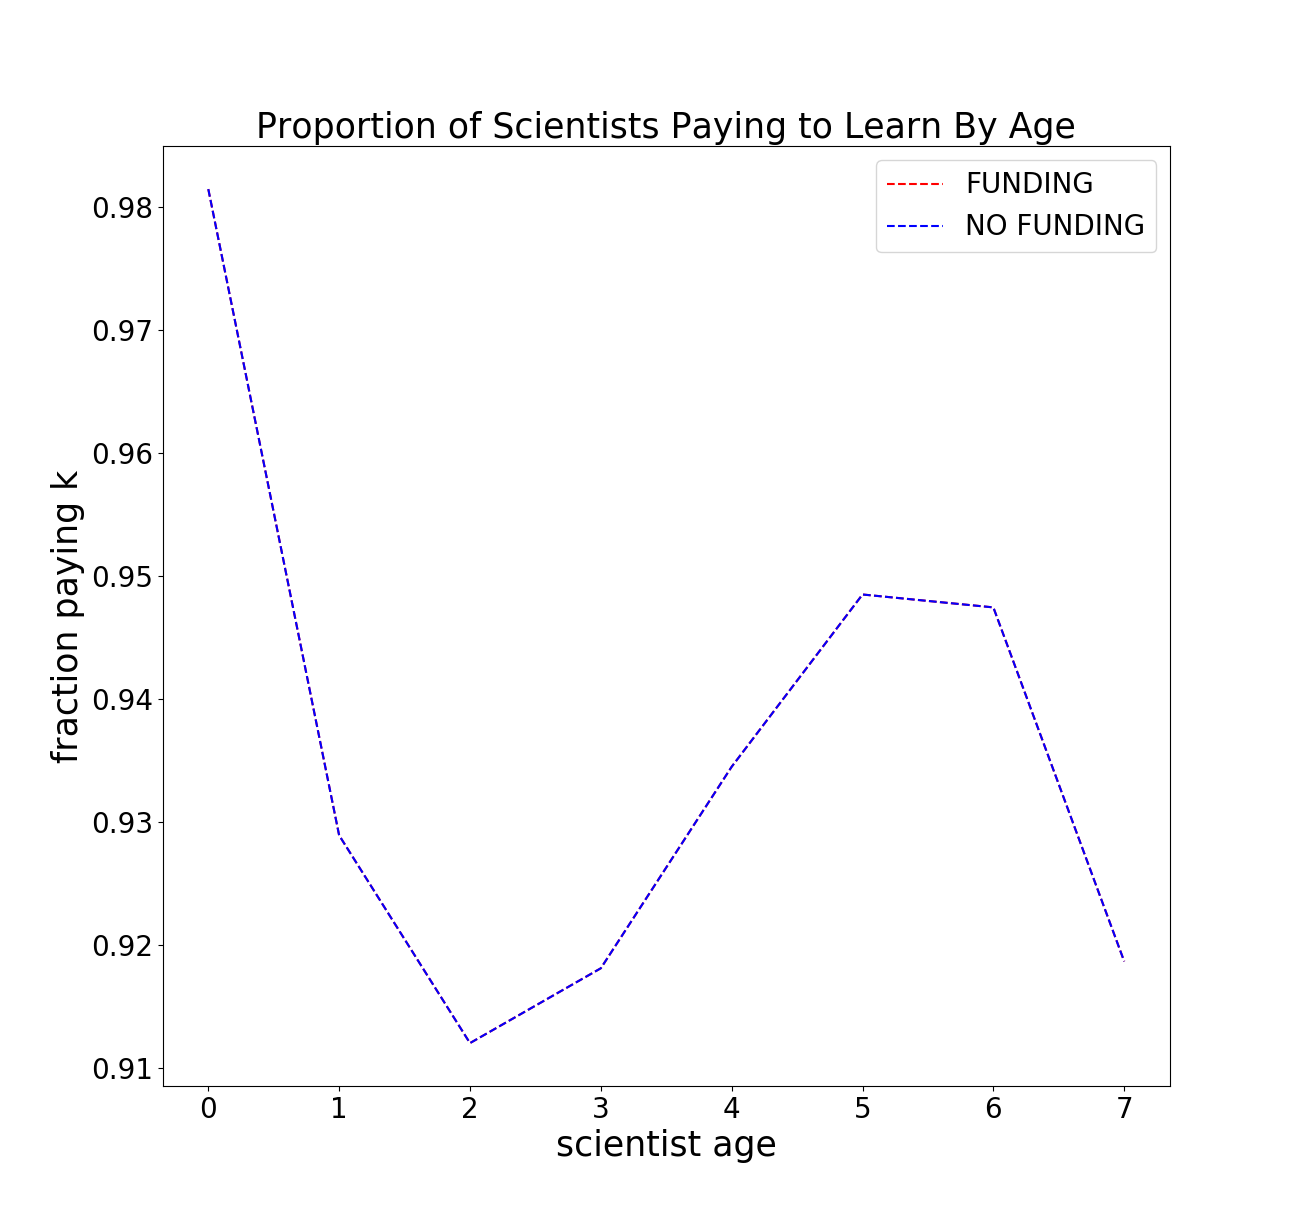 Proportion of Scientists Paying to Learn By Age
FUNDING
NO FUNDING
fraction paying k
0.98
0.97
0.96
0.95
0.94
0.93
0.92
0.91
0 1 2 3 4 5 6 7
scientist age